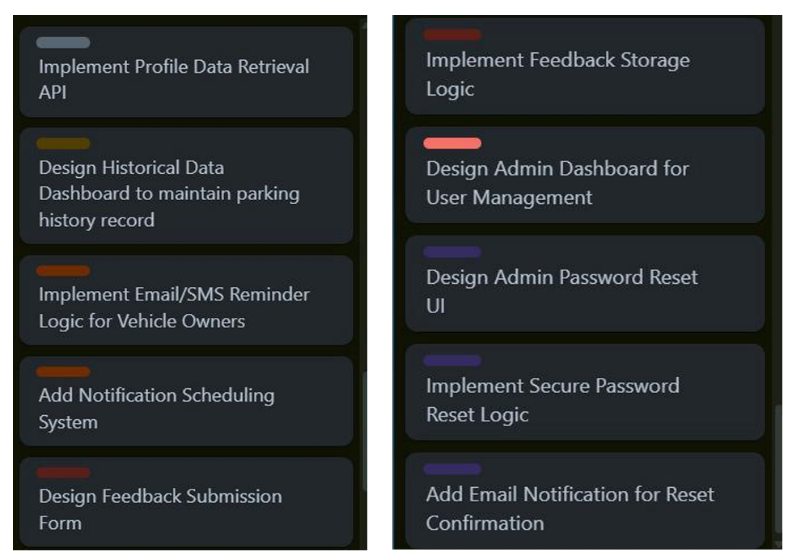 Implement Profile Data Retrieval
API
Design Historical Data
Dashboard to maintain parking
history record
Implement Email/SMS Reminder
Logic for Vehicle Owners
Add Notification Scheduling
System
Design Feedback Submission
Form
Implement Feedback Storage
Logic
Design Admin Dashboard for
User Management
Design Admin Password Reset
UI
Implement Secure Password
Reset Logic
Add Email Notification for Reset
Confirmation